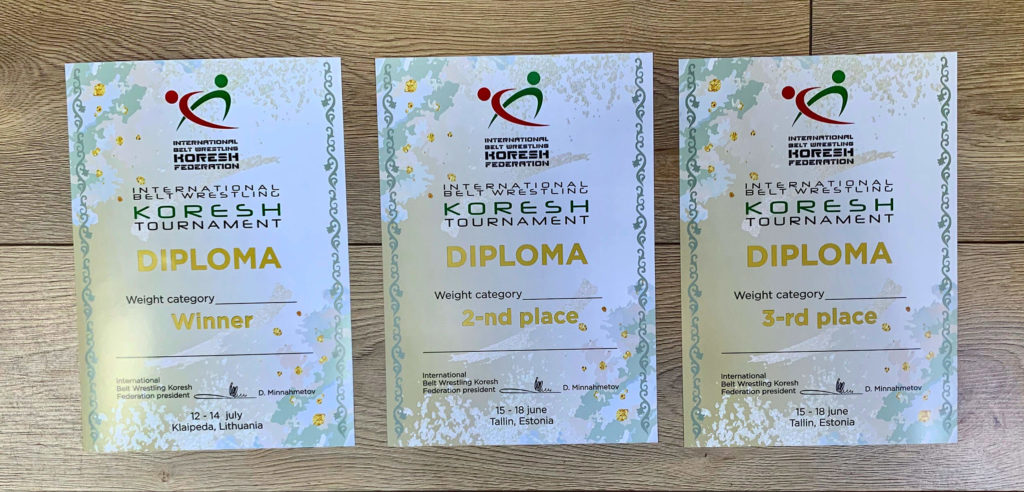 INTERNATIONAL
BELT WRESTLING
KORESH
FEDERATION
INTERNATIONAL
BELT WRESTLING
KORESH
TOURNAMENT
DIPLOMA
Weight category
Winner
International
Belt Wrestling Koresh
Federation president D. Minnahmetov
12 - 14 july
Klaipeda, Lithuania
INTERNATIONAL
BELT WRESTLING
KORESH
FEDERATION
INTERNATIONAL
BELT WRESTLING
KORESH
TOURNAMENT
DIPLOMA
Weight category
2-nd place
International
Belt Wrestling Koresh
Federation president D. Minnahmetov
15 - 18 june
Tallin, Estonia
INTERNATIONAL
BELT WRESTLING
KORESH
FEDERATION
INTERNATIONAL
BELT WRESTLING
KORESH
TOURNAMENT
DIPLOMA
Weight category
3-rd place
International
Belt Wrestling Koresh
Federation president D. Minnahmetov
15 - 18 june
Tallin, Estonia